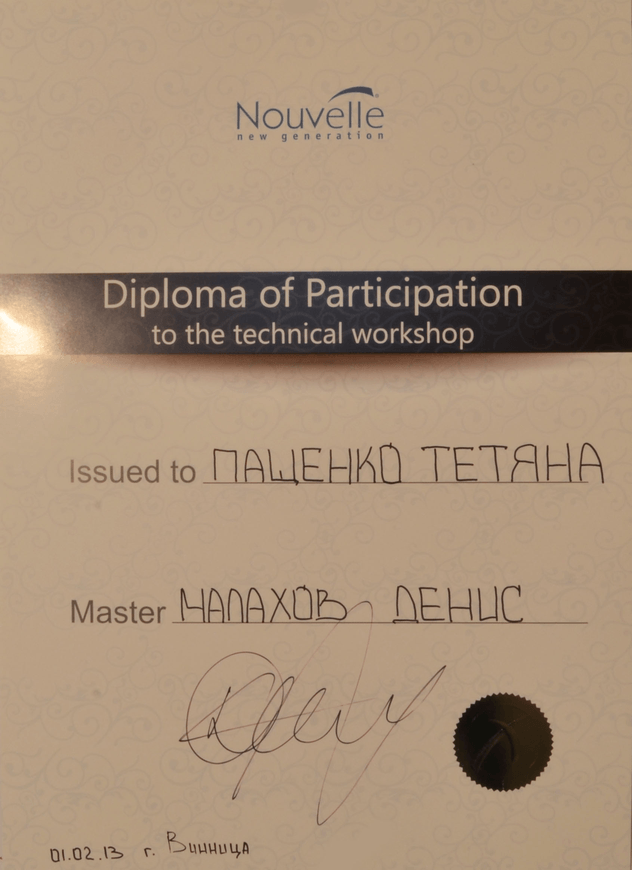 Nouvelle
new generation
Diploma of Participation
to the technical workshop
Issued to ПАЩЕНКО ТЕТЯНА
Master МАЛАХОВ ДЕНИС
01.02.13 г. Винница